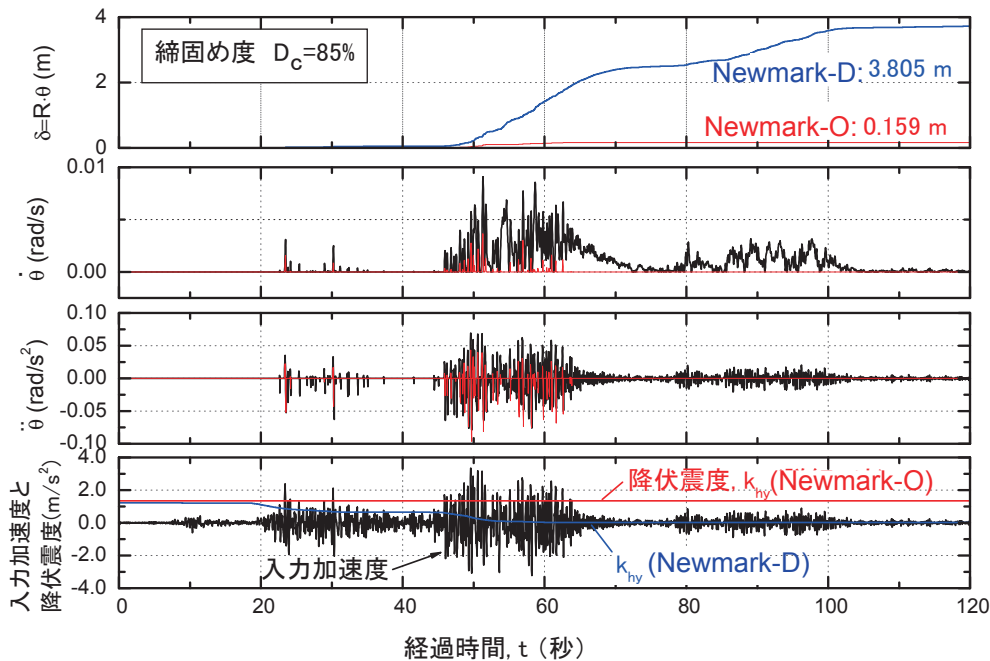 4
2
0
δ=R·θ (m)
締固め度 Dc=85%
Newmark-D: 3.805 m
Newmark-O: 0.159 m
0.01
0.00
θ̇ (rad/s)
0.10
0.05
0.00
-0.05
-0.10
θ̈ (rad/s²)
4.0
2.0
0.0
-2.0
-4.0
入力加速度と
降伏震度(m/s²)
降伏震度, khy(Newmark-O)
入力加速度
khy (Newmark-D)
0 20 40 60 80 100 120
経過時間, t (秒)